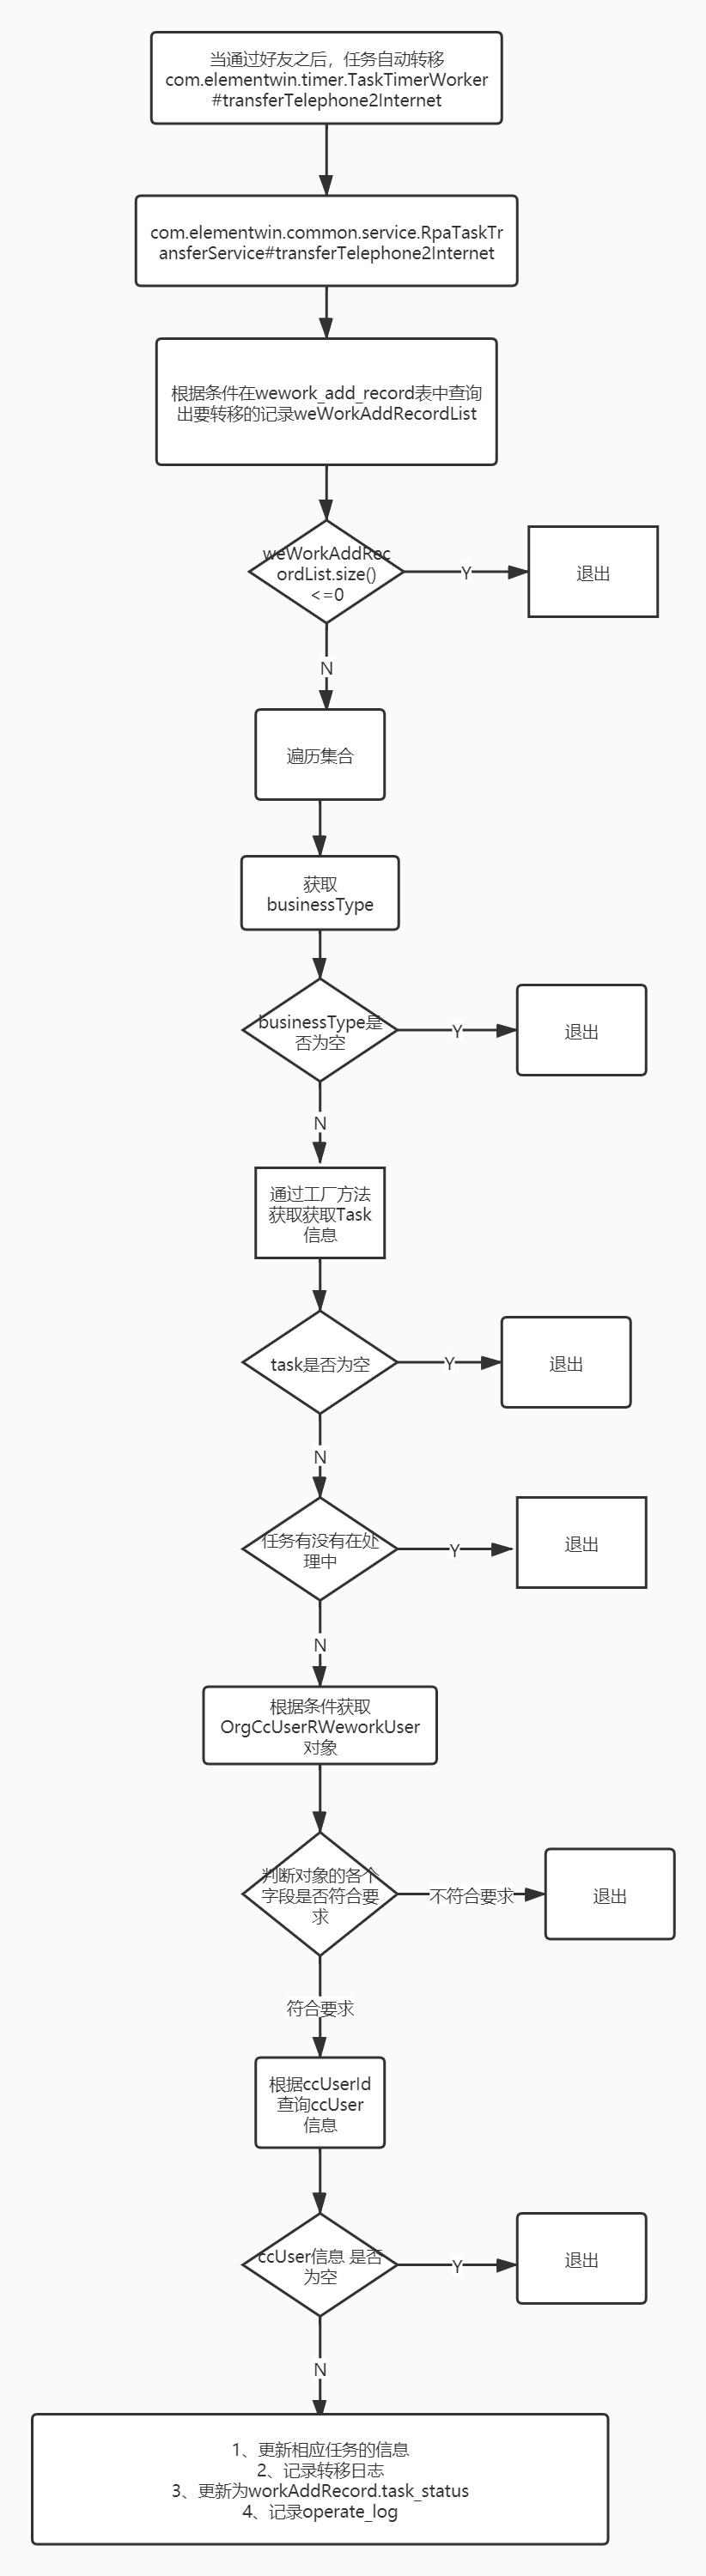 当通过好友之后，任务自动转移
com.elementwin.timer.TaskTimerWorker
#transferTelephone2Internet
com.elementwin.common.service.RpaTaskTr
ansferService#transferTelephone2Internet
根据条件在wework_add_record表中查询
出要转移的记录weWorkAddRecordList
weWorkAddRec
ordList.size()
<=0
Y
退出
N
遍历集合
获取
businessType
businessType是
否为空
Y
退出
N
通过工厂方法
获取获取Task
信息
task是否为空
Y
退出
N
任务有没有在处
理中
Y
退出
N
根据条件获取
OrgCcUserRWeworkUser
对象
判断对象的各个
字段是否符合要
求
不符合要求
退出
符合要求
根据ccUserId
查询ccUser
信息
ccUser信息 是否
为空
Y
退出
N
1、更新相应任务的信息
2、记录转移日志
3、更新为workAddRecord.task_status
4、记录operate_log